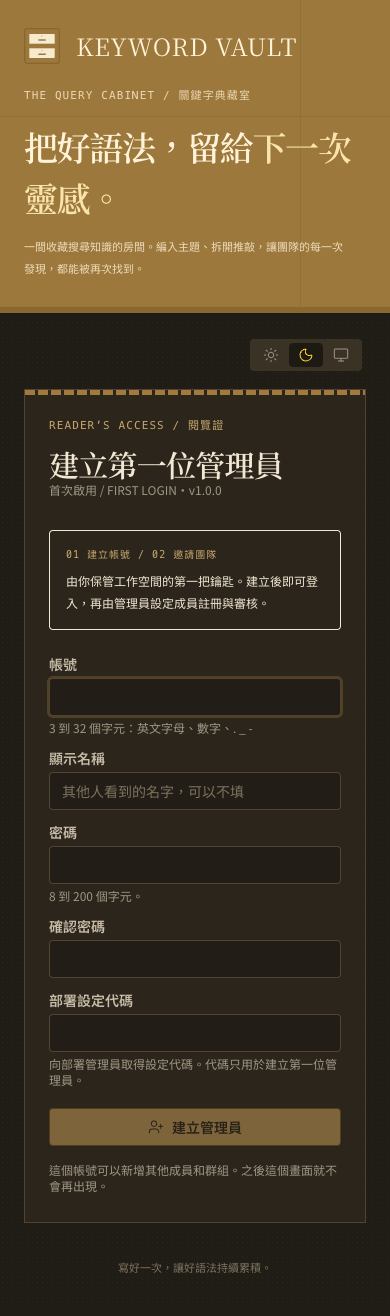 KEYWORD VAULT
THE QUERY CABINET / 關鍵字典藏室
把好語法，留給下一次
靈感。
一間收藏搜尋知識的房間。編入主題、拆開推敲，讓團隊的每一次
發現，都能被再次找到。
READER'S ACCESS / 閱覽證
建立第一位管理員
首次啟用 / FIRST LOGIN・v1.0.0
01 建立帳號 / 02 邀請團隊
由你保管工作空間的第一把鑰匙。建立後即可登
入，再由管理員設定成員註冊與審核。
帳號
3 到 32 個字元：英文字母、數字、. _ -
顯示名稱
其他人看到的名字，可以不填
密碼
8 到 200 個字元。
確認密碼
部署設定代碼
向部署管理員取得設定代碼。代碼只用於建立第一位管
理員。
建立管理員
這個帳號可以新增其他成員和群組。之後這個畫面就不
會再出現。
寫好一次，讓好語法持續累積。